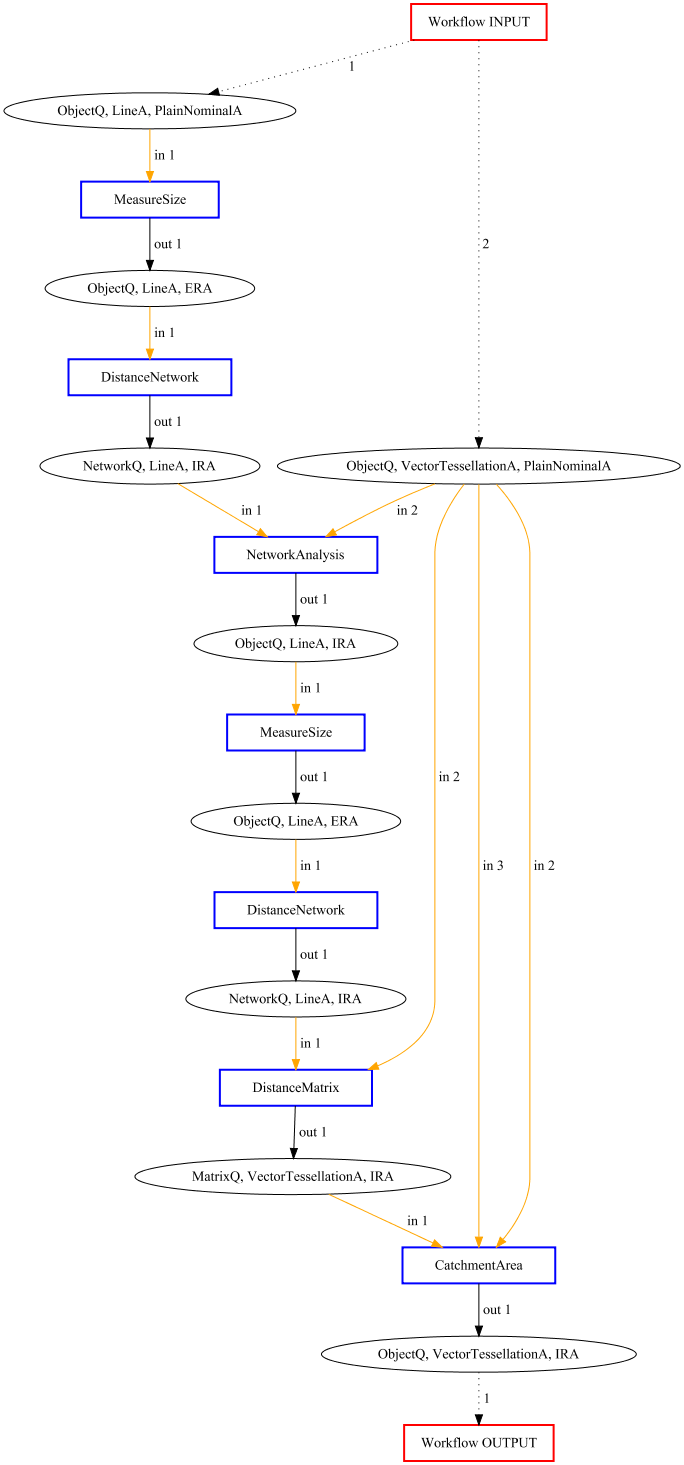 Workflow INPUT
1
ObjectQ, LineA, PlainNominalA
in 1
MeasureSize
out 1
2
ObjectQ, LineA, ERA
in 1
DistanceNetwork
out 1
NetworkQ, LineA, IRA
ObjectQ, VectorTessellationA, PlainNominalA
in 1
in 2
NetworkAnalysis
out 1
ObjectQ, LineA, IRA
in 1
MeasureSize
out 1
in 2
ObjectQ, LineA, ERA
in 1
in 3
in 2
DistanceNetwork
out 1
NetworkQ, LineA, IRA
in 1
DistanceMatrix
out 1
MatrixQ, VectorTessellationA, IRA
in 1
CatchmentArea
out 1
ObjectQ, VectorTessellationA, IRA
1
Workflow OUTPUT